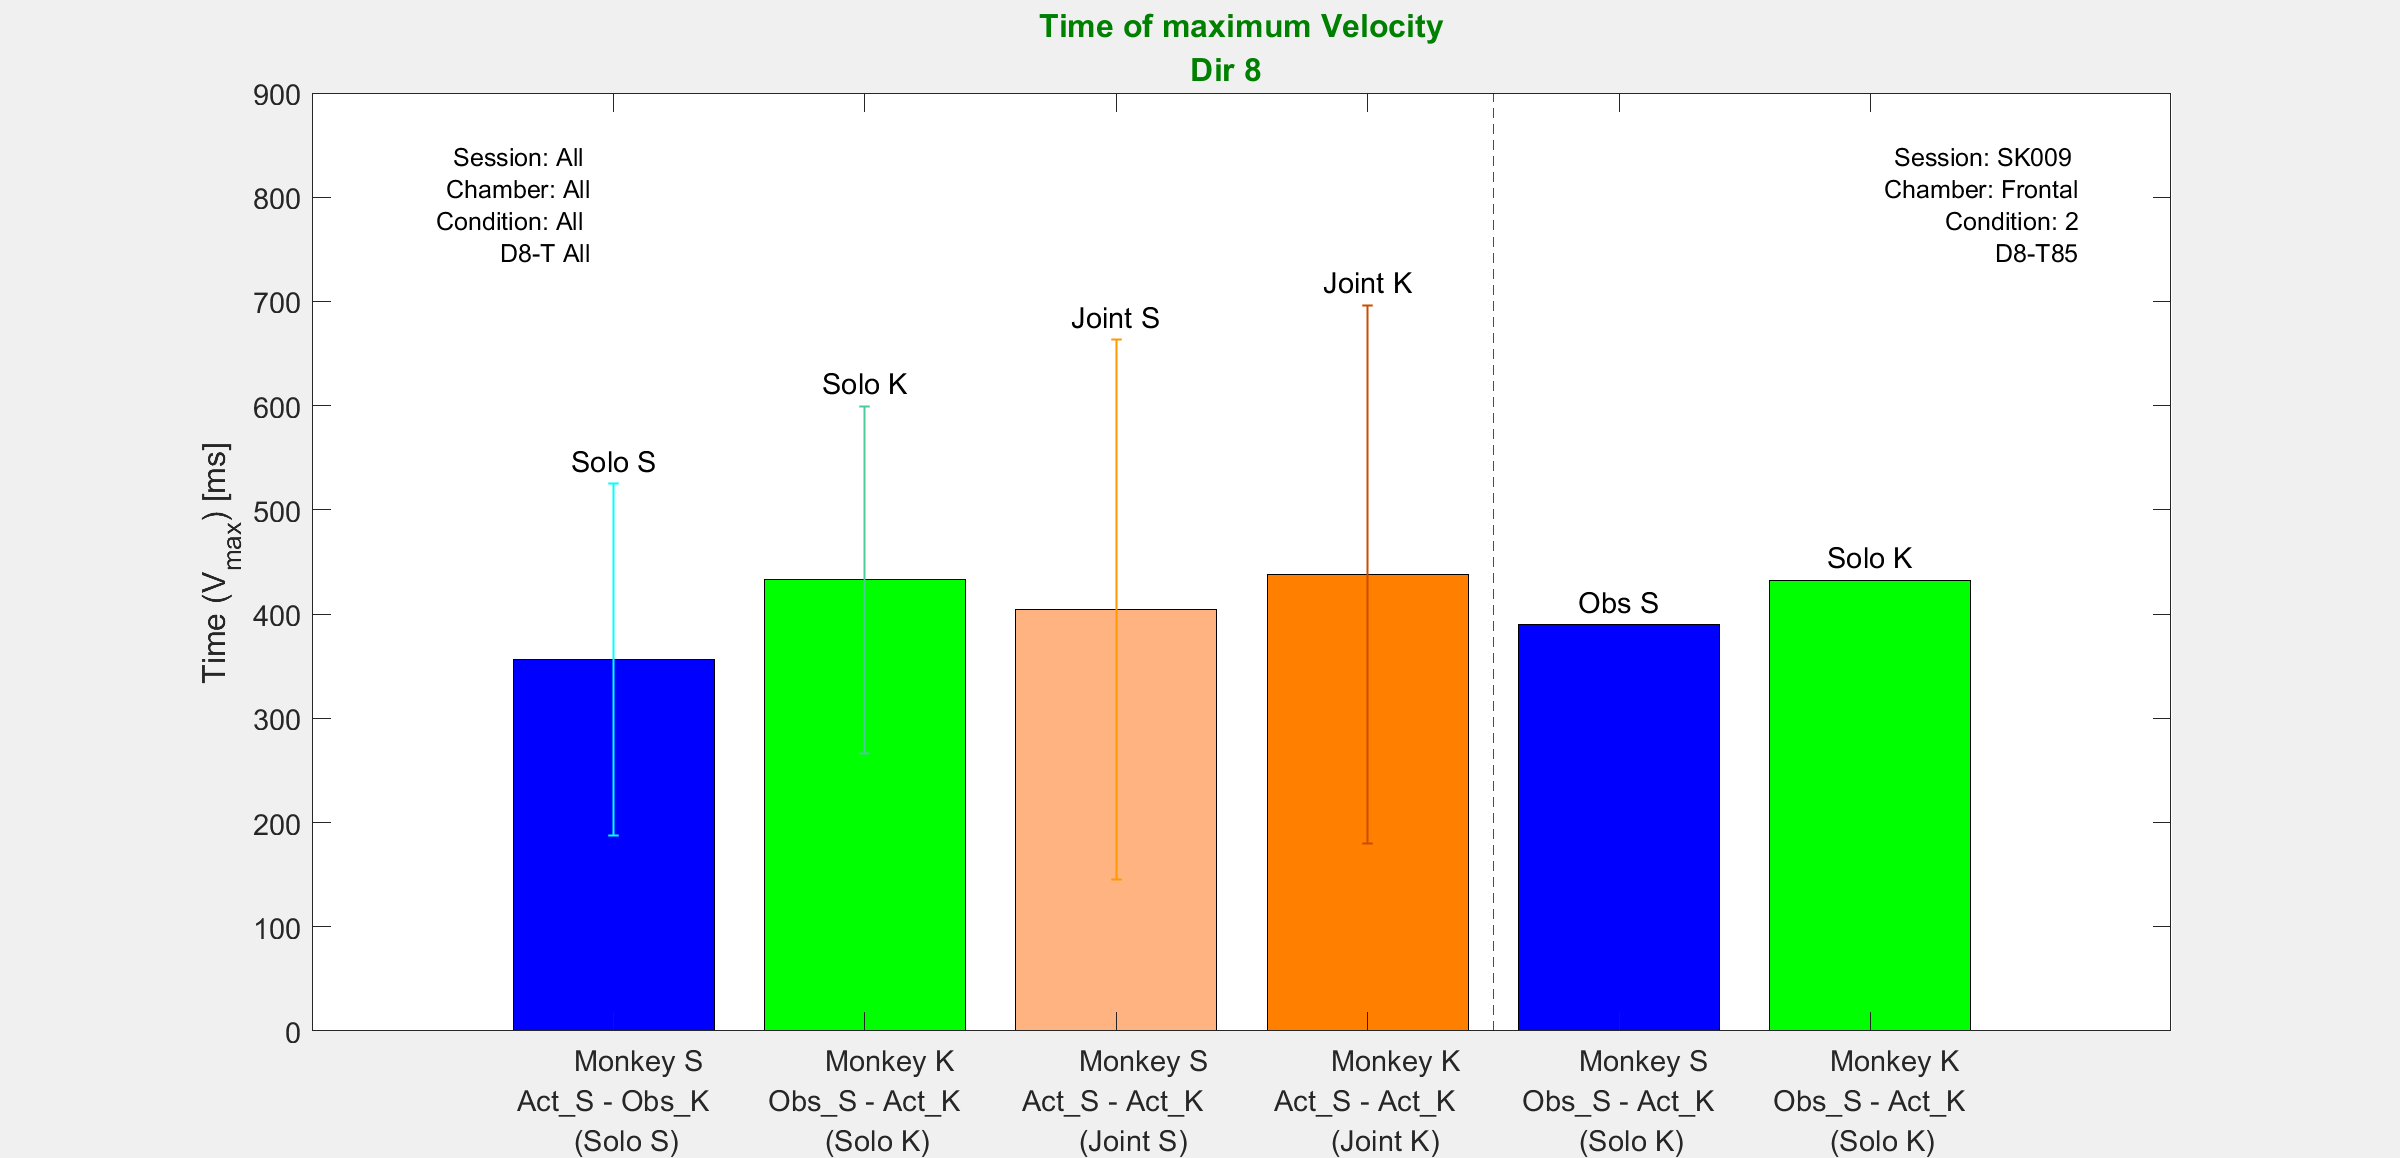 Time of maximum Velocity
Dir 8
900
800
700
600
500
400
300
200
100
0
Time (Vmax) [ms]
Session: All
Chamber: All
Condition: All
D8-T All
Session: SK009
Chamber: Frontal
Condition: 2
D8-T85
Solo S
Solo K
Joint S
Joint K
Obs S
Solo K
Monkey S
Act_S - Obs_K
(Solo S)
Monkey K
Obs_S - Act_K
(Solo K)
Monkey S
Act_S - Act_K
(Joint S)
Monkey K
Act_S - Act_K
(Joint K)
Monkey S
Obs_S - Act_K
(Solo K)
Monkey K
Obs_S - Act_K
(Solo K)